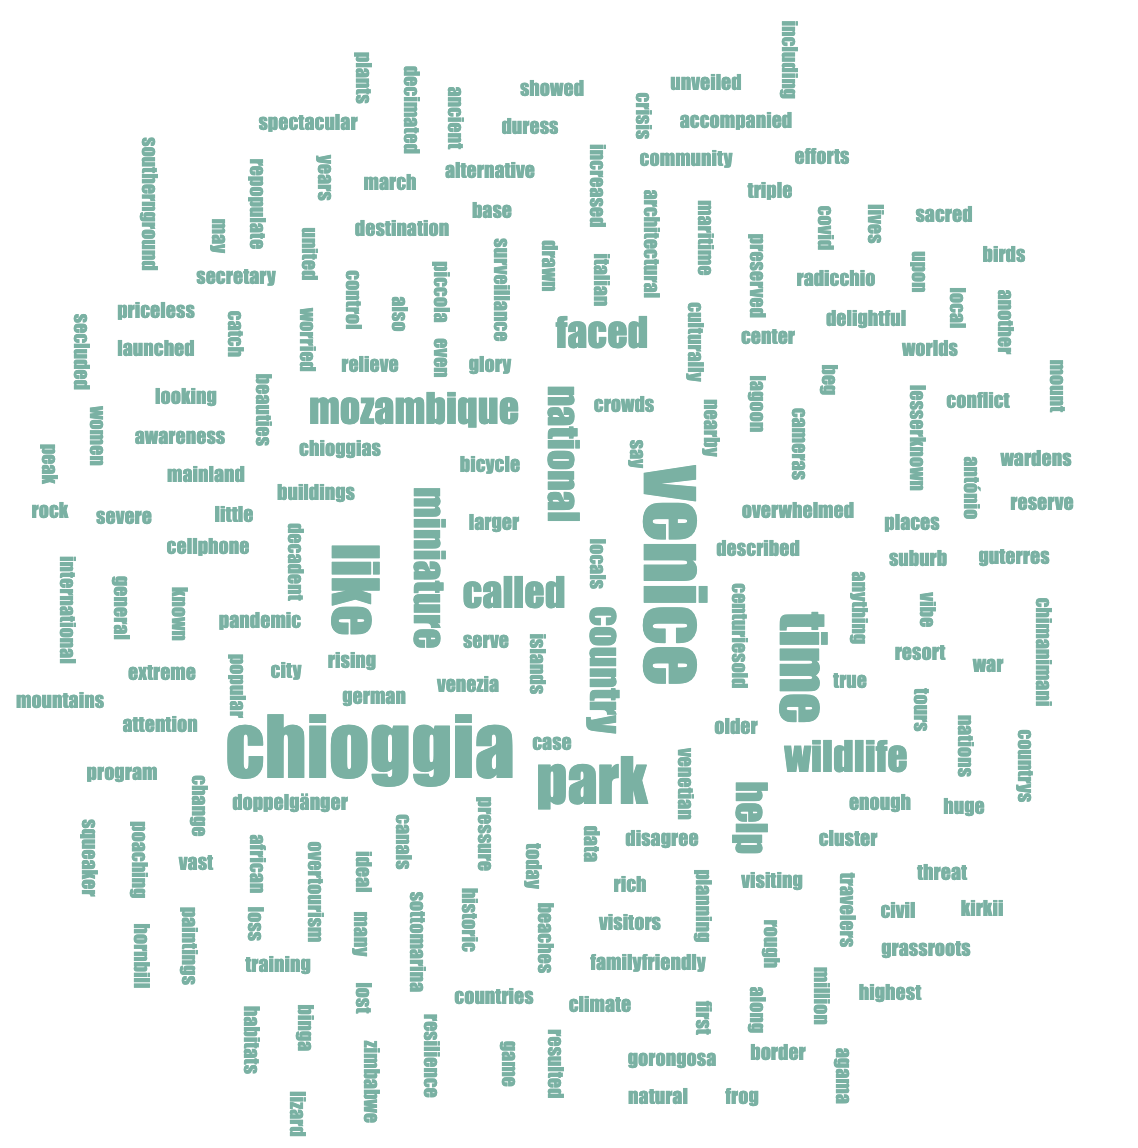 including
plants
decimated
ancient
showed
unveiled
crisis
spectacular
duress
accompanied
southernground
repopulate
years
march
alternative
increased
community
efforts
triple
architectural
maritime
covid
lives
sacred
may
united
destination
base
surveillance
drawn
italian
preserved
upon
birds
secretary
control
also
piccola
radicchio
local
another
priceless
catch
worried
even
faced
culturally
center
delightful
secluded
launched
relieve
glory
worlds
mount
looking
beauties
mozambique
national
crowds
nearby
lagoon
beg
cameras
lesserknown
conflict
women
awareness
chioggias
bicycle
say
venice
peak
mainland
buildings
antónio
wardens
rock
severe
little
larger
overwhelmed
places
reserve
cellphone
decadent
like
miniature
locals
described
suburb
guterres
international
general
known
pandemic
called
country
centuriesold
time
anything
vibe
chimanimani
serve
islands
extreme
popular
city
rising
resort
war
mountains
german
venezia
true
tours
attention
chioggia
case
older
nations
countrys
program
change
park
venetian
wildlife
doppelgänger
pressure
help
enough
huge
squeaker
poaching
vast
african
overtourism
ideal
canals
today
data
disagree
cluster
threat
rich
planning
visiting
travelers
civil
kirkii
hornbill
paintings
loss
many
sottomarina
historic
beaches
visitors
rough
grassroots
training
familyfriendly
million
highest
habitats
binga
lost
countries
climate
first
along
zimbabwe
resilience
game
resulted
gorongosa
border
agama
lizard
natural
frog